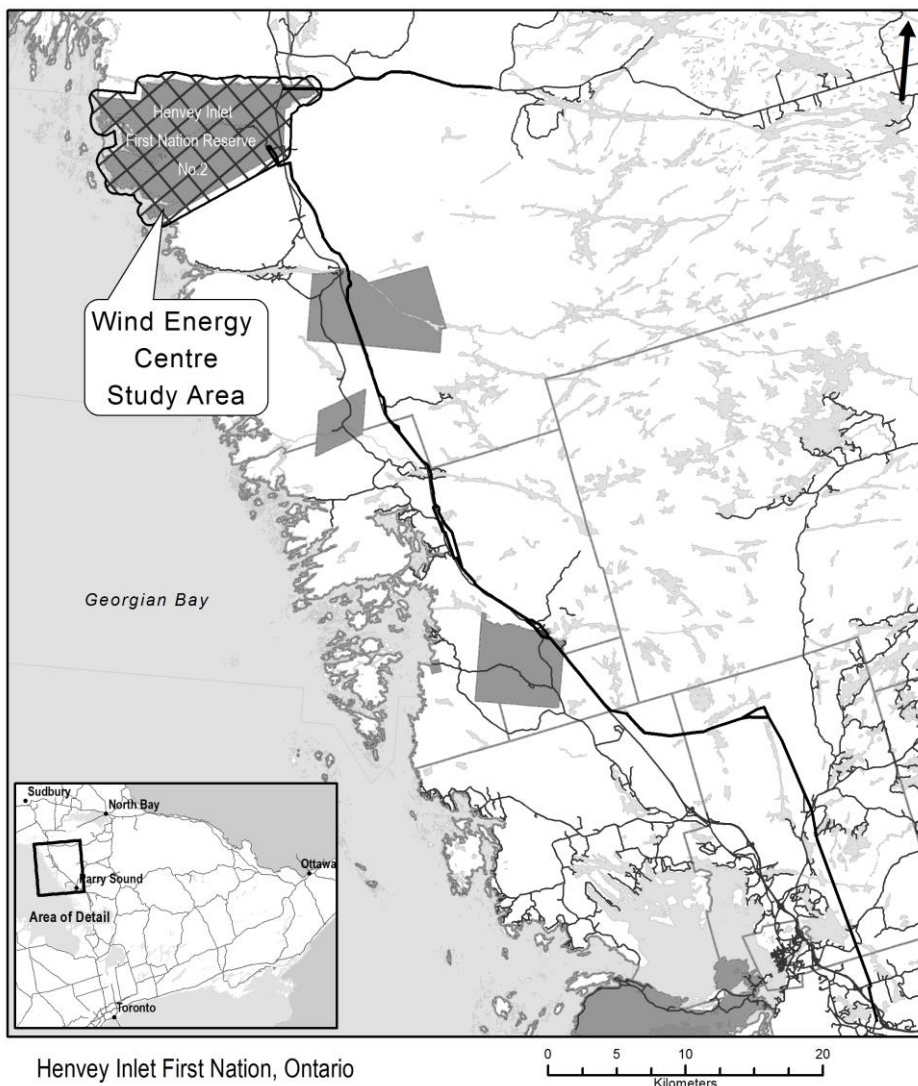 Henvey Inlet
First Nation Reserve
No.2
Wind Energy
Centre
Study Area
Georgian Bay
Sudbury
North Bay
Ottawa
Parry Sound
Area of Detail
Toronto
Henvey Inlet First Nation, Ontario
0 5 10 20
Kilometers